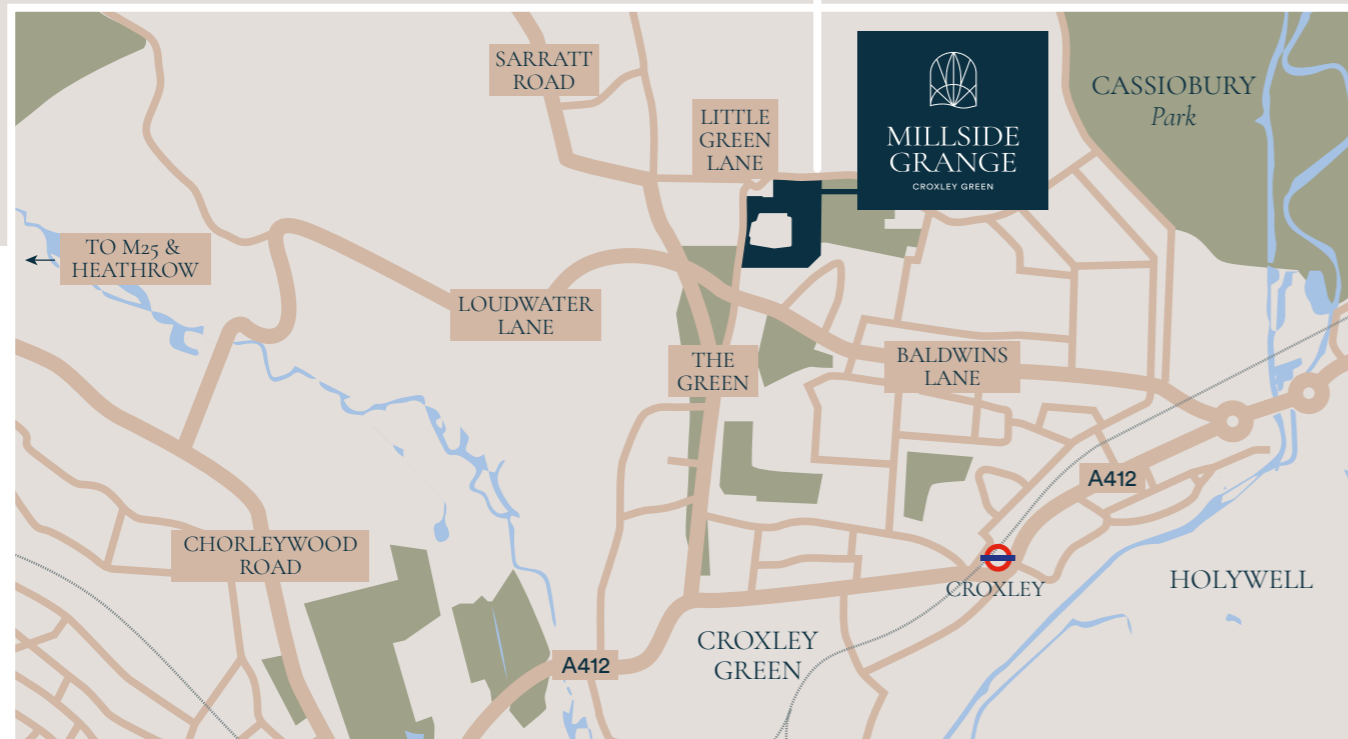 SARRATT
ROAD
LITTLE
GREEN
LANE
MILLSIDE
GRANGE
CROXLEY GREEN
CASSIOBURY
Park
TO M25 &
HEATHROW
LOUDWATER
LANE
THE
GREEN
BALDWINS
LANE
A412
CHORLEYWOOD
ROAD
CROXLEY
HOLYWELL
CROXLEY
GREEN
A412